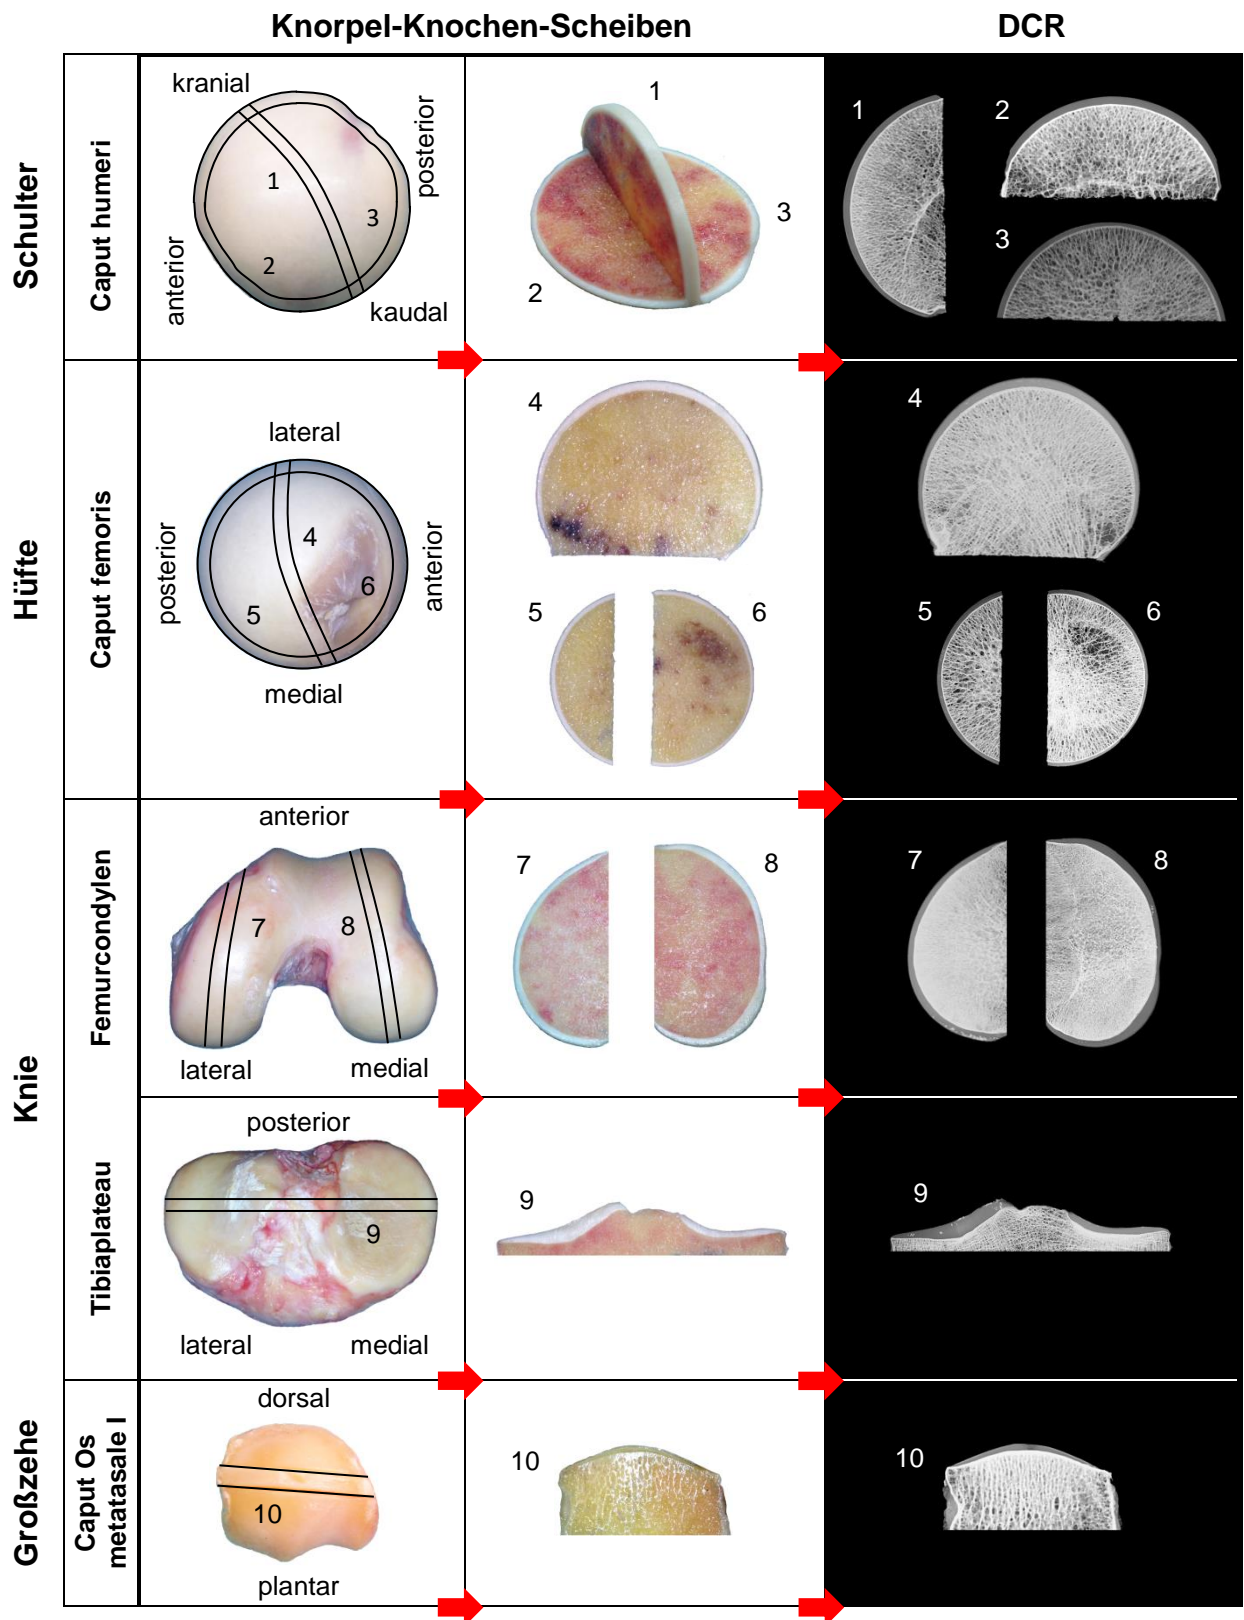 Knorpel-Knochen-Scheiben
DCR
Schulter
Caput humeri
kranial
posterior
anterior
kaudal
1
2
3
1
2
3
1
2
3
Hüfte
Caput femoris
lateral
posterior
anterior
medial
4
5
6
4
5
6
4
5
6
Knie
Femurcondylen
anterior
7
8
lateral
medial
7
8
7
8
Tibiaplateau
posterior
9
lateral
medial
9
9
Großzehe
Caput Os
metatasale I
dorsal
10
plantar
10
10